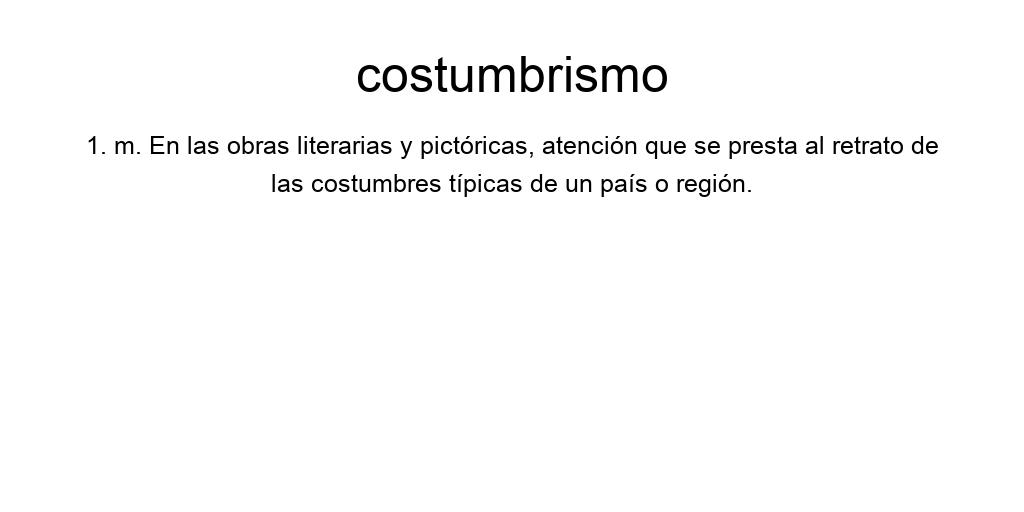 costumbrismo
1. m. En las obras literarias y pictóricas, atención que se presta al retrato de
las costumbres típicas de un país o región.